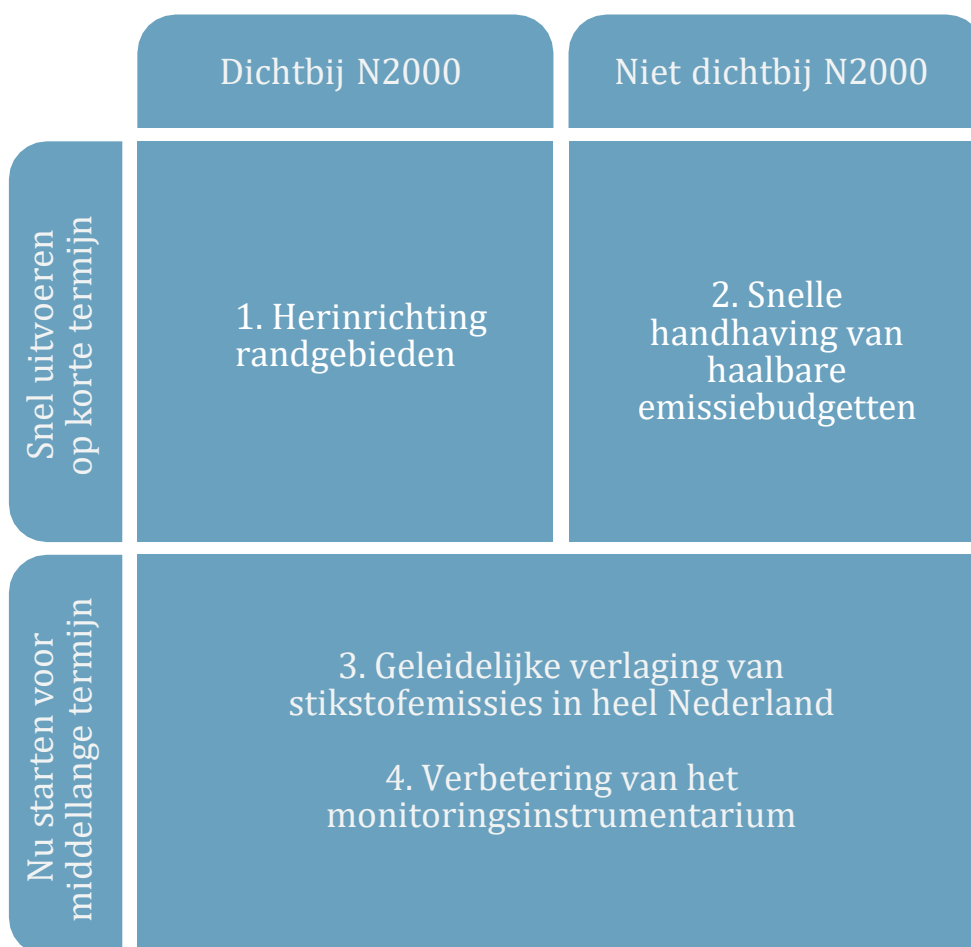 Dichtbij N2000
Niet dichtbij N2000
Snel uitvoeren
op korte termijn
1. Herinrichting
randgebieden
2. Snelle
handhaving van
haalbare
emissiebudgetten
Nu starten voor
middellange termijn
3. Geleidelijke verlaging van
stikstofemissies in heel Nederland
4. Verbetering van het
monitoringsinstrumentarium